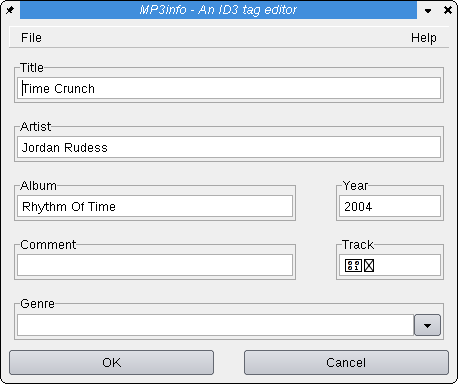 MP3Info - An ID3 tag editor
File Help
Title
Time Crunch
Artist
Jordan Rudess
Album Year
Rhythm Of Time 2004
Comment Track
Genre
OK Cancel